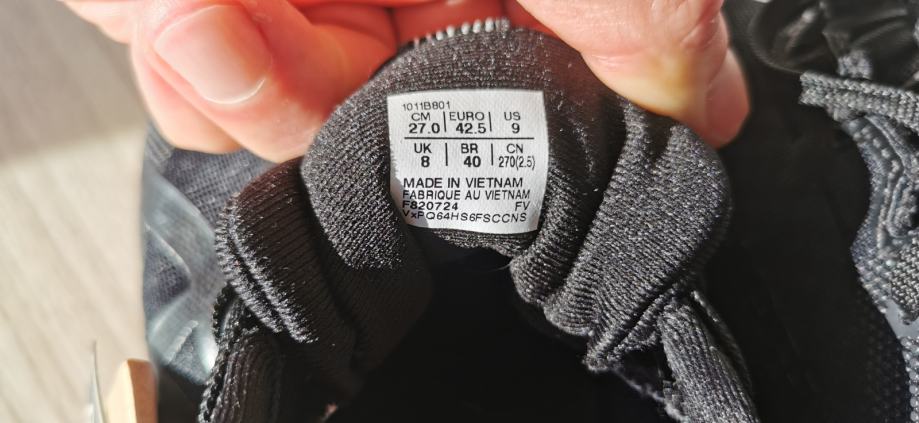 1011B801
CM EURO US
27.0 42.5 9
UK BR CN
8 40 270(2.5)
MADE IN VIETNAM
FABRIQUE AU VIETNAM
F820724 FV
VxPQ64HS6FSCCNS